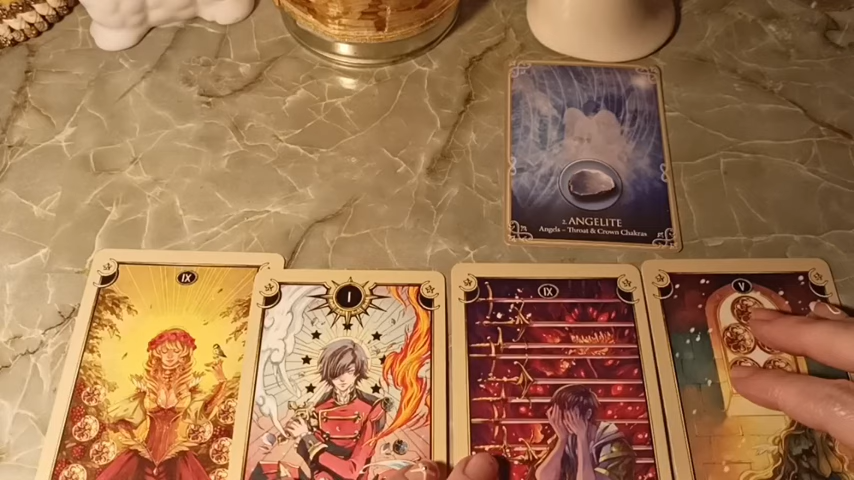 2. ANGELITE
Angels ~ Throat & Crown Chakras
IX
I
IX
V